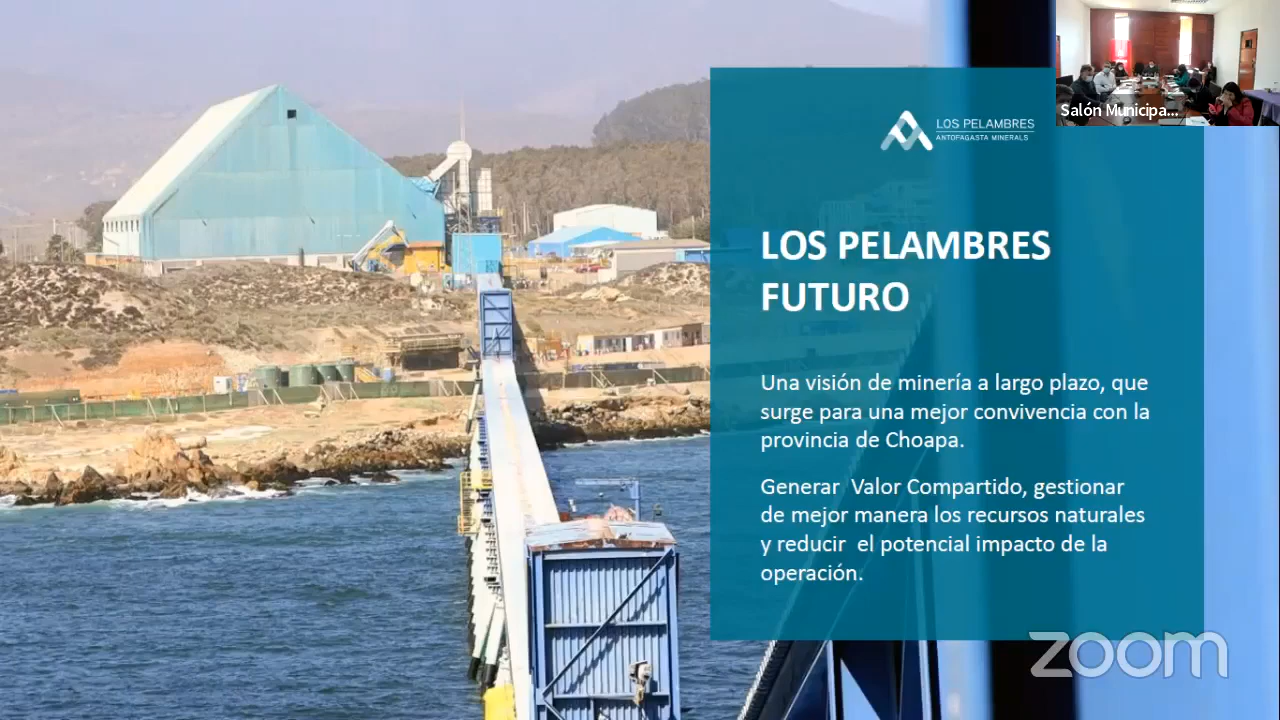 Salón Municipa...
LOS PELAMBRES
ANTOFAGASTA MINERALS
LOS PELAMBRES
FUTURO
Una visión de minería a largo plazo, que
surge para una mejor convivencia con la
provincia de Choapa.
Generar Valor Compartido, gestionar
de mejor manera los recursos naturales
y reducir el potencial impacto de la
operación.
zoom